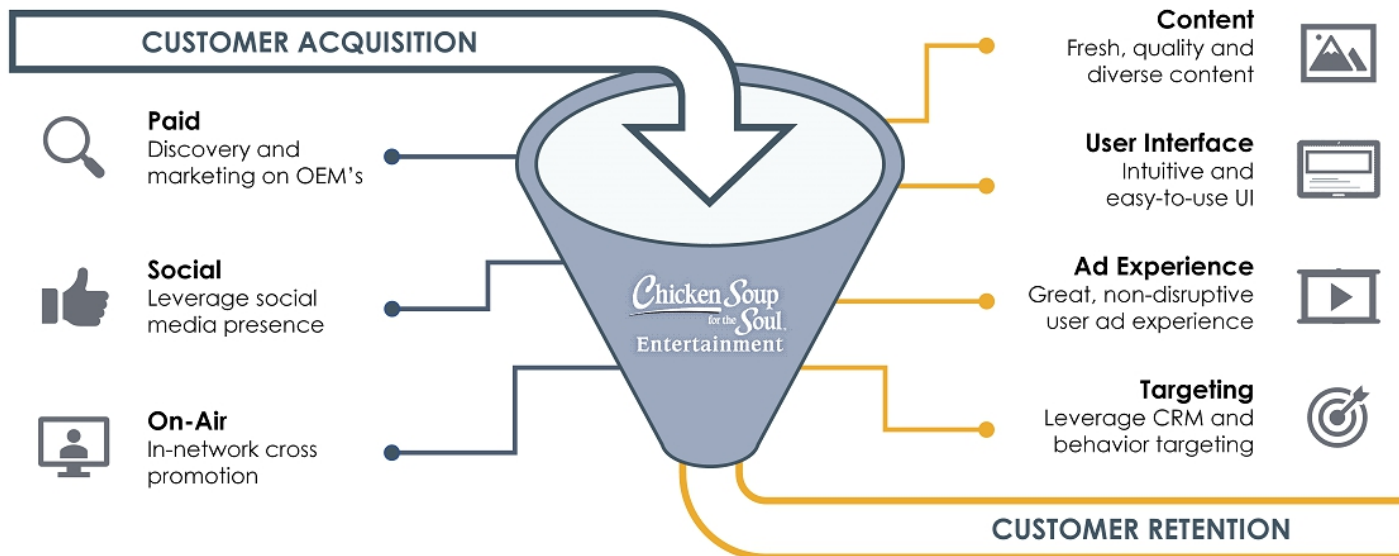 CUSTOMER ACQUISITION
Paid
Discovery and
marketing on OEM's
Social
Leverage social
media presence
On-Air
In-network cross
promotion
Chicken Soup
for the Soul.
Entertainment
Content
Fresh, quality and
diverse content
User Interface
Intuitive and
easy-to-use UI
Ad Experience
Great, non-disruptive
user ad experience
Targeting
Leverage CRM and
behavior targeting
CUSTOMER RETENTION